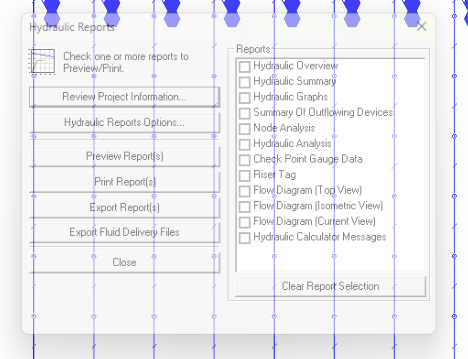 Hydraulic Reports
Check one or more reports to
Preview/Print.
Review Project Information...
Hydraulic Reports Options...
Preview Report(s)
Print Report(s)
Export Report(s)
Export Fluid Delivery Files
Close
Reports
Hydraulic Overview
Hydraulic Summary
Hydraulic Graphs
Summary Of Outflowing Devices
Node Analysis
Hydraulic Analysis
Check Point Gauge Data
Riser Tag
Flow Diagram (Top View)
Flow Diagram (Isometric View)
Flow Diagram (Current View)
Hydraulic Calculator Messages
Clear Report Selection